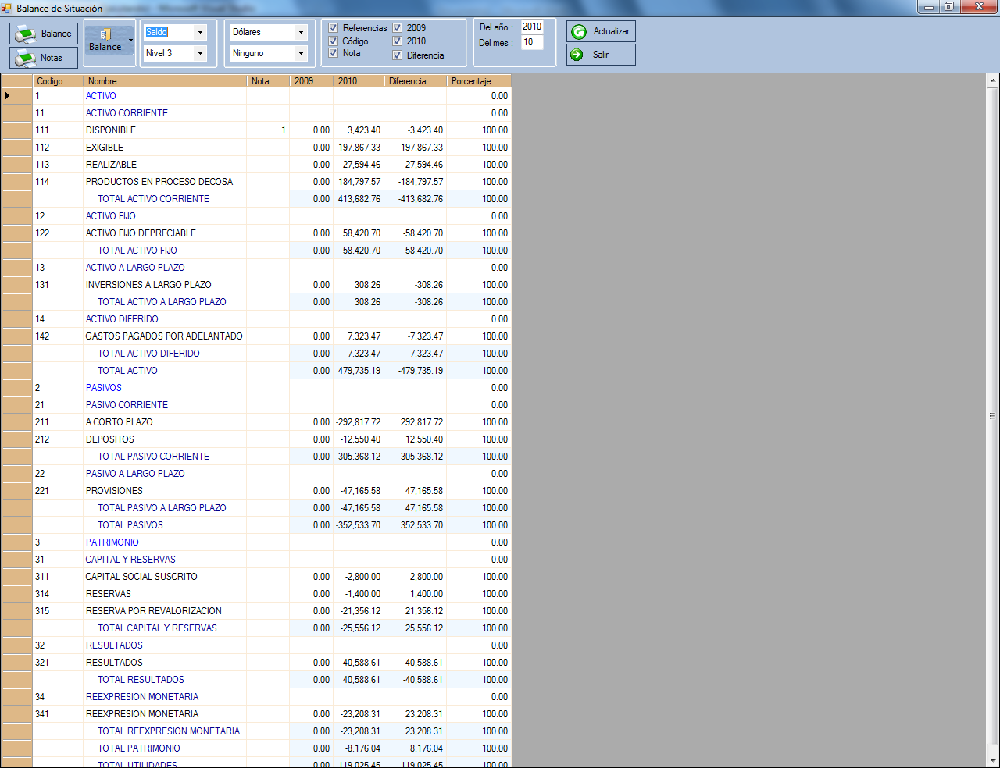 Balance de Situación
Balance
Notas
Balance
Saldo
Nivel 3
Dólares
Ninguno
Referencias 2009
Código 2010
Nota Diferencia
Del año : 2010
Del mes : 10
Actualizar
Salir
Codigo Nombre Nota 2009 2010 Diferencia Porcentaje
1 ACTIVO 0.00
11 ACTIVO CORRIENTE 0.00
111 DISPONIBLE 1 0.00 3,423.40 -3,423.40 100.00
112 EXIGIBLE 0.00 197,867.33 -197,867.33 100.00
113 REALIZABLE 0.00 27,594.46 -27,594.46 100.00
114 PRODUCTOS EN PROCESO DECOSA 0.00 184,797.57 -184,797.57 100.00
TOTAL ACTIVO CORRIENTE 0.00 413,682.76 -413,682.76 100.00
12 ACTIVO FIJO 0.00
122 ACTIVO FIJO DEPRECIABLE 0.00 58,420.70 -58,420.70 100.00
TOTAL ACTIVO FIJO 0.00 58,420.70 -58,420.70 100.00
13 ACTIVO A LARGO PLAZO 0.00
131 INVERSIONES A LARGO PLAZO 0.00 308.26 -308.26 100.00
TOTAL ACTIVO A LARGO PLAZO 0.00 308.26 -308.26 100.00
14 ACTIVO DIFERIDO 0.00
142 GASTOS PAGADOS POR ADELANTADO 0.00 7,323.47 -7,323.47 100.00
TOTAL ACTIVO DIFERIDO 0.00 7,323.47 -7,323.47 100.00
TOTAL ACTIVO 0.00 479,735.19 -479,735.19 100.00
2 PASIVOS 0.00
21 PASIVO CORRIENTE 0.00
211 A CORTO PLAZO 0.00 -292,817.72 292,817.72 100.00
212 DEPOSITOS 0.00 -12,550.40 12,550.40 100.00
TOTAL PASIVO CORRIENTE 0.00 -305,368.12 305,368.12 100.00
22 PASIVO A LARGO PLAZO 0.00
221 PROVISIONES 0.00 -47,165.58 47,165.58 100.00
TOTAL PASIVO A LARGO PLAZO 0.00 -47,165.58 47,165.58 100.00
TOTAL PASIVOS 0.00 -352,533.70 352,533.70 100.00
3 PATRIMONIO 0.00
31 CAPITAL Y RESERVAS 0.00
311 CAPITAL SOCIAL SUSCRITO 0.00 -2,800.00 2,800.00 100.00
314 RESERVAS 0.00 -1,400.00 1,400.00 100.00
315 RESERVA POR REVALORIZACION 0.00 -21,356.12 21,356.12 100.00
TOTAL CAPITAL Y RESERVAS 0.00 -25,556.12 25,556.12 100.00
32 RESULTADOS 0.00
321 RESULTADOS 0.00 40,588.61 -40,588.61 100.00
TOTAL RESULTADOS 0.00 40,588.61 -40,588.61 100.00
34 REEXPRESION MONETARIA 0.00
341 REEXPRESION MONETARIA 0.00 -23,208.31 23,208.31 100.00
TOTAL REEXPRESION MONETARIA 0.00 -23,208.31 23,208.31 100.00
TOTAL PATRIMONIO 0.00 -8,176.04 8,176.04 100.00
TOTAL UTILIDADES 0.00 -119,025.45 119,025.45 100.00